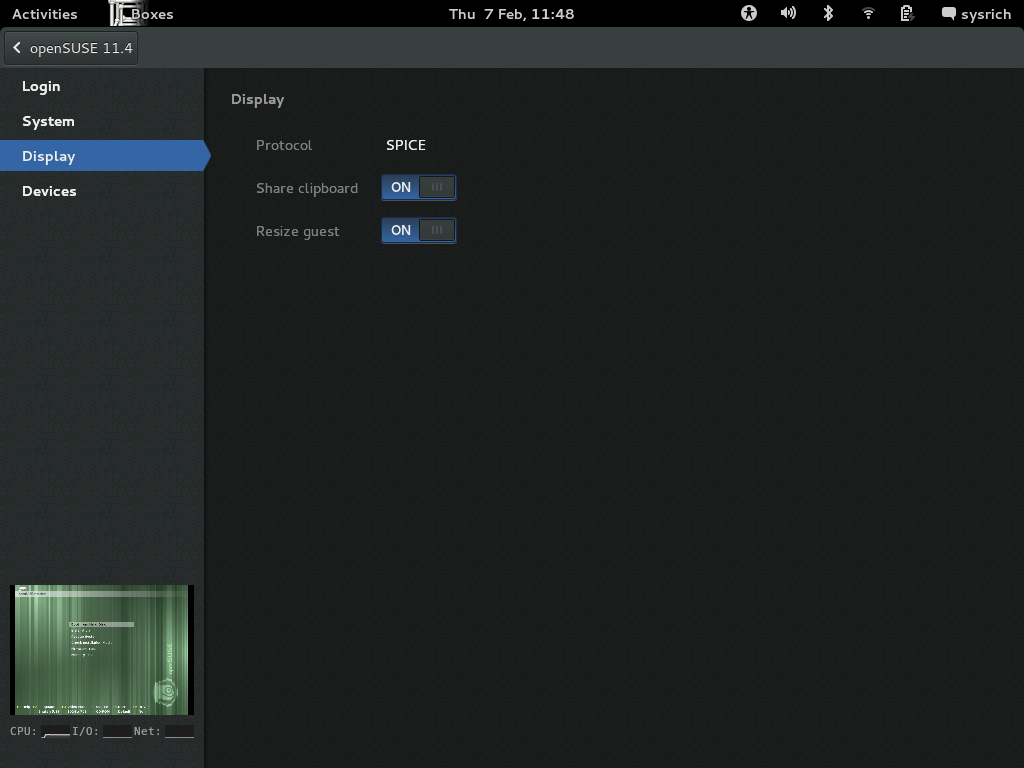 Activities Boxes Thu 7 Feb, 11:48 sysrich
openSUSE 11.4
Login
System
Display
Devices
Display
Protocol SPICE
Share clipboard ON
Resize guest ON
openSUSE
CPU: I/O: Net: